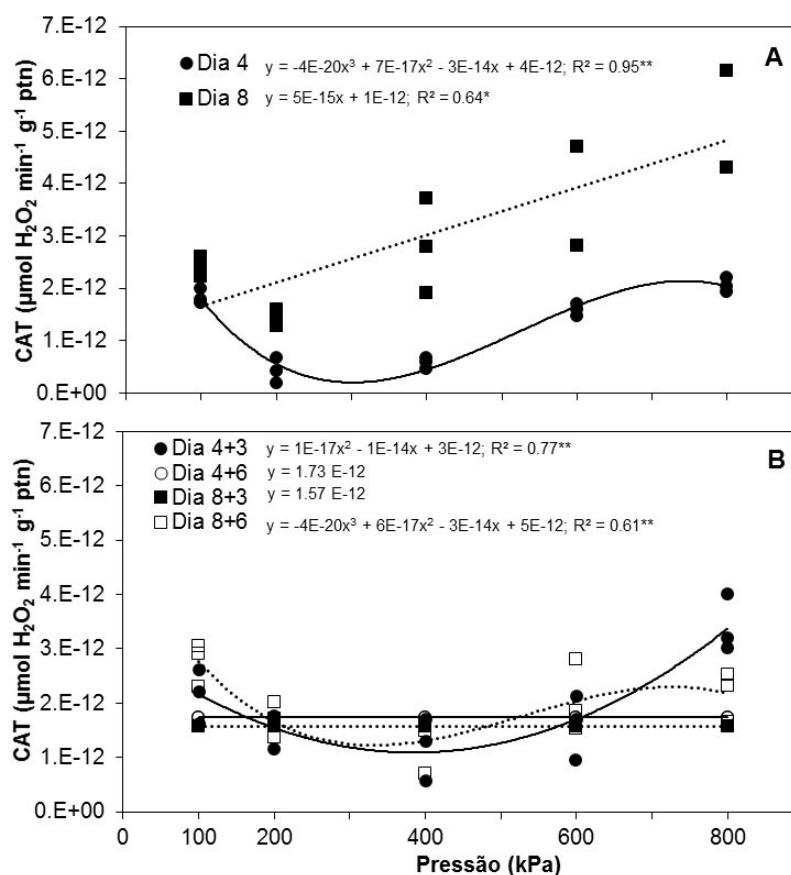 7.E-12
6.E-12
5.E-12
4.E-12
3.E-12
2.E-12
1.E-12
0.E+00
CAT (µmol H₂O₂ min⁻¹ g⁻¹ ptn)
A
Dia 4 y = -4E-20x³ + 7E-17x² - 3E-14x + 4E-12; R² = 0.95**
Dia 8 y = 5E-15x + 1E-12; R² = 0.64*
7.E-12
6.E-12
5.E-12
4.E-12
3.E-12
2.E-12
1.E-12
0.E+00
CAT (µmol H₂O₂ min⁻¹ g⁻¹ ptn)
B
Dia 4+3 y = 1E-17x² - 1E-14x + 3E-12; R² = 0.77**
Dia 4+6 y = 1.73 E-12
Dia 8+3 y = 1.57 E-12
Dia 8+6 y = -4E-20x³ + 6E-17x² - 3E-14x + 5E-12; R² = 0.61**
0 100 200 400 600 800
Pressão (kPa)